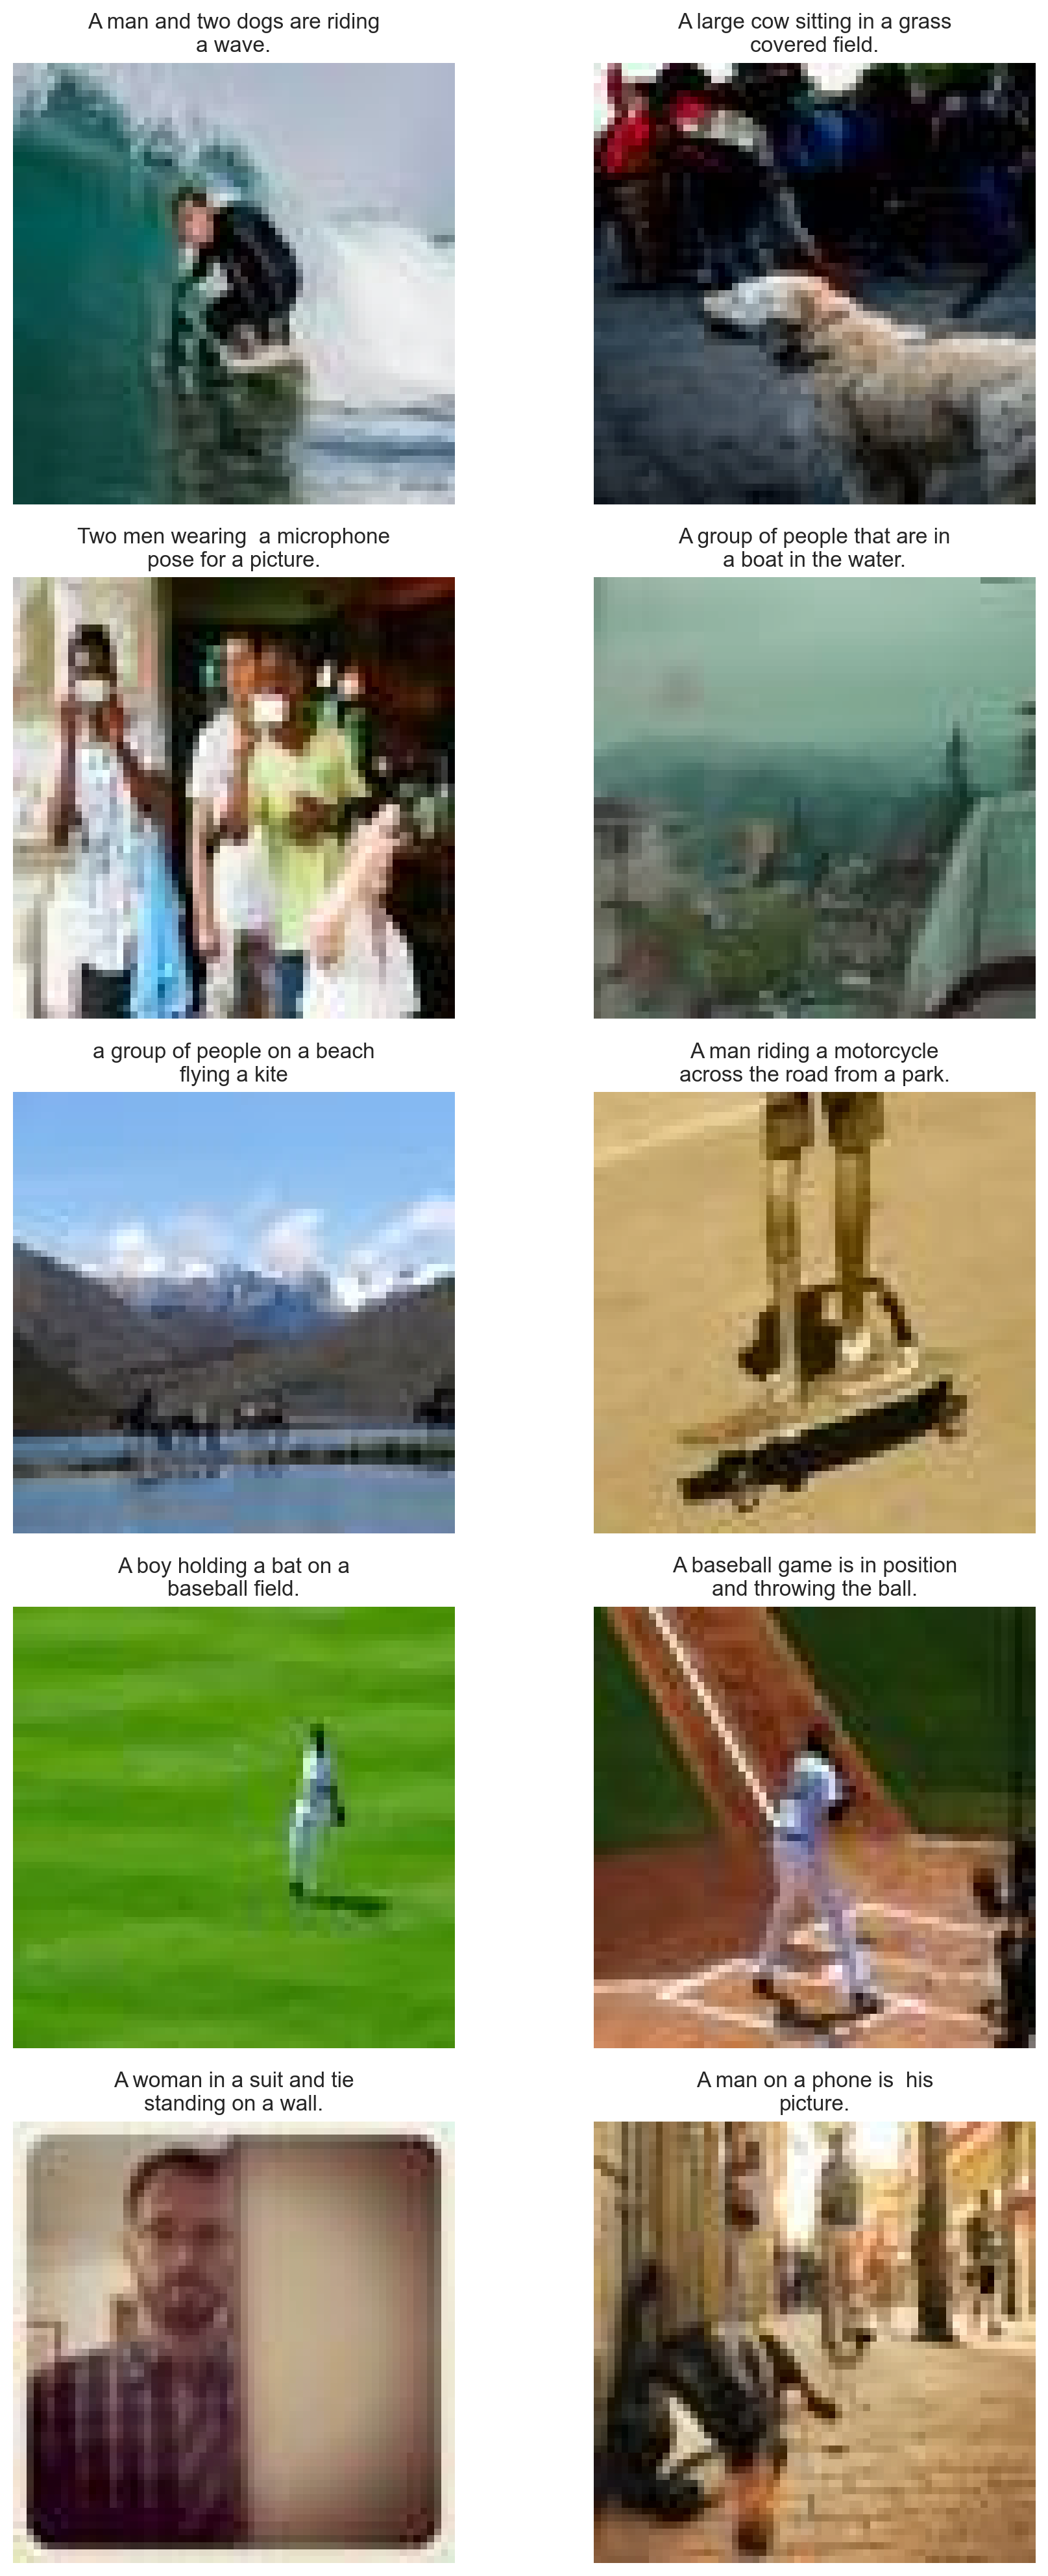 A man and two dogs are riding
a wave.
A large cow sitting in a grass
covered field.
Two men wearing  a microphone
pose for a picture.
A group of people that are in
a boat in the water.
a group of people on a beach
flying a kite
A man riding a motorcycle
across the road from a park.
A boy holding a bat on a
baseball field.
A baseball game is in position
and throwing the ball.
A woman in a suit and tie
standing on a wall.
A man on a phone is  his
picture.